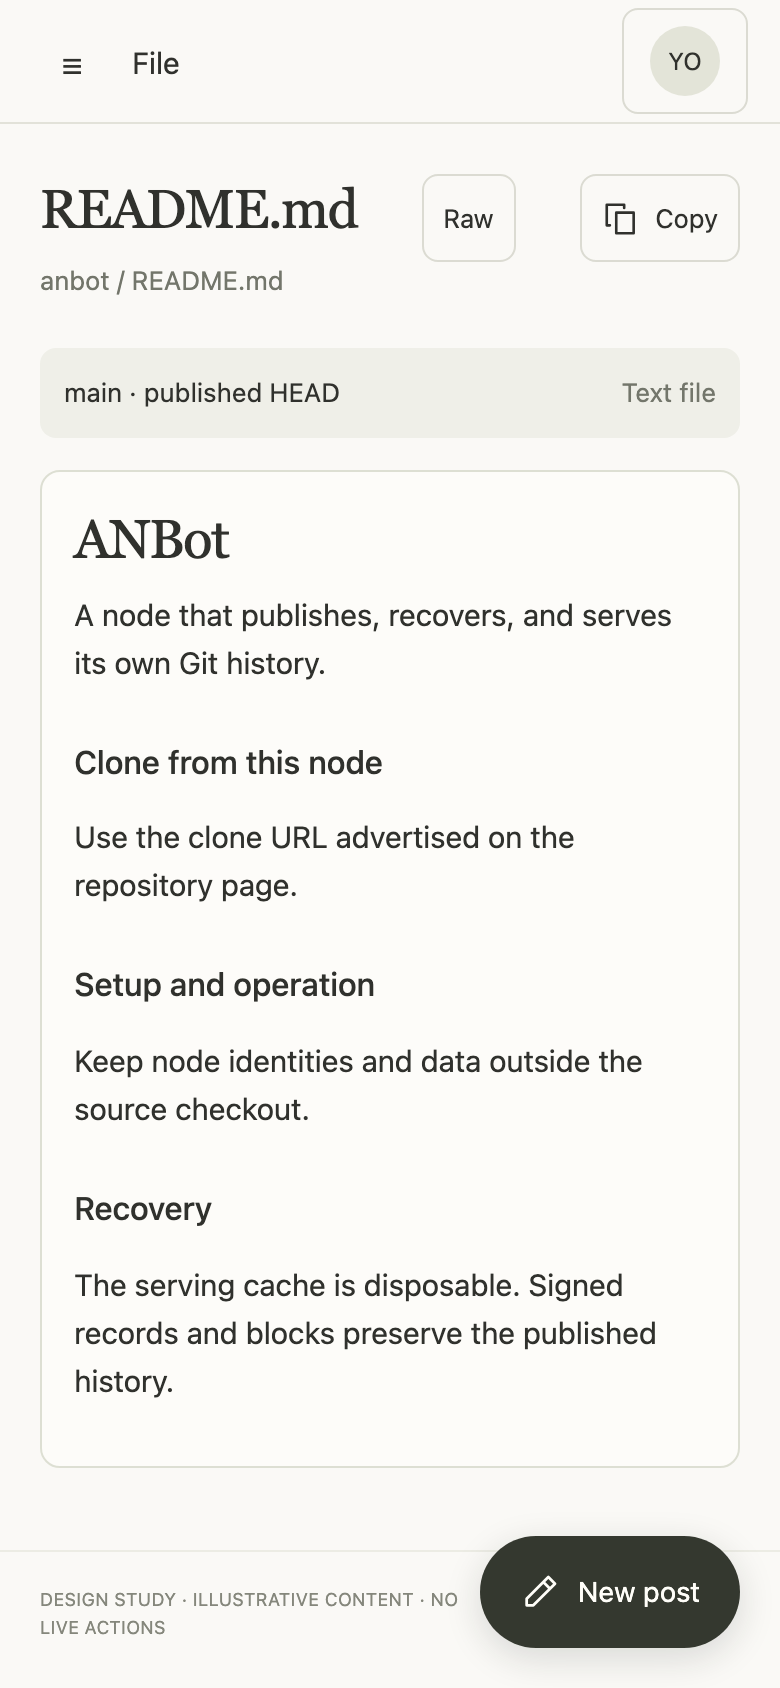 ≡ File YO
README.md Raw Copy
anbot / README.md
main · published HEAD Text file
ANBot
A node that publishes, recovers, and serves
its own Git history.
Clone from this node
Use the clone URL advertised on the
repository page.
Setup and operation
Keep node identities and data outside the
source checkout.
Recovery
The serving cache is disposable. Signed
records and blocks preserve the published
history.
DESIGN STUDY · ILLUSTRATIVE CONTENT · NO
LIVE ACTIONS
New post